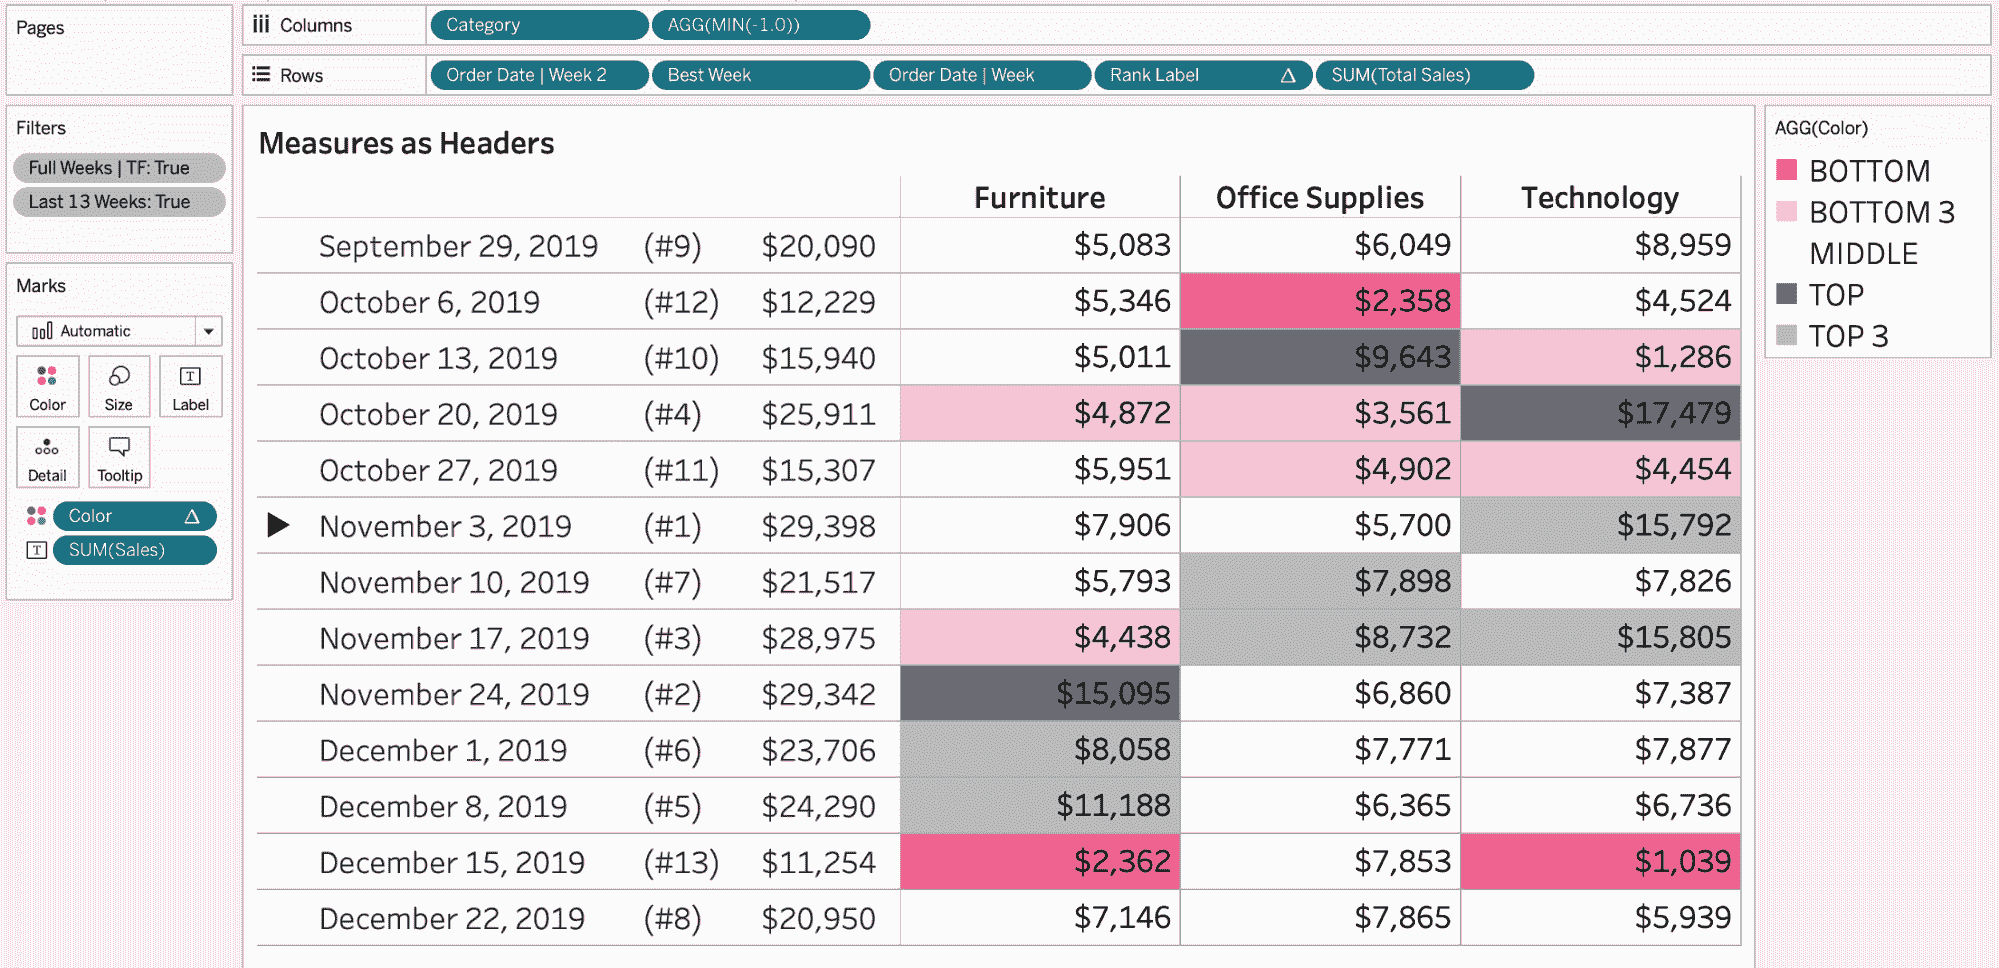 Pages
Columns Category AGG(MIN(-1.0))
Rows Order Date | Week 2 Best Week Order Date | Week Rank Label Δ SUM(Total Sales)
Filters
Full Weeks | TF: True
Last 13 Weeks: True
Marks
Automatic
Color Size T Label
Detail Tooltip
Color Δ
T SUM(Sales)
Measures as Headers
Furniture Office Supplies Technology
September 29, 2019 (#9) $20,090 $5,083 $6,049 $8,959
October 6, 2019 (#12) $12,229 $5,346 $2,358 $4,524
October 13, 2019 (#10) $15,940 $5,011 $9,643 $1,286
October 20, 2019 (#4) $25,911 $4,872 $3,561 $17,479
October 27, 2019 (#11) $15,307 $5,951 $4,902 $4,454
November 3, 2019 (#1) $29,398 $7,906 $5,700 $15,792
November 10, 2019 (#7) $21,517 $5,793 $7,898 $7,826
November 17, 2019 (#3) $28,975 $4,438 $8,732 $15,805
November 24, 2019 (#2) $29,342 $15,095 $6,860 $7,387
December 1, 2019 (#6) $23,706 $8,058 $7,771 $7,877
December 8, 2019 (#5) $24,290 $11,188 $6,365 $6,736
December 15, 2019 (#13) $11,254 $2,362 $7,853 $1,039
December 22, 2019 (#8) $20,950 $7,146 $7,865 $5,939
AGG(Color)
BOTTOM
BOTTOM 3
MIDDLE
TOP
TOP 3